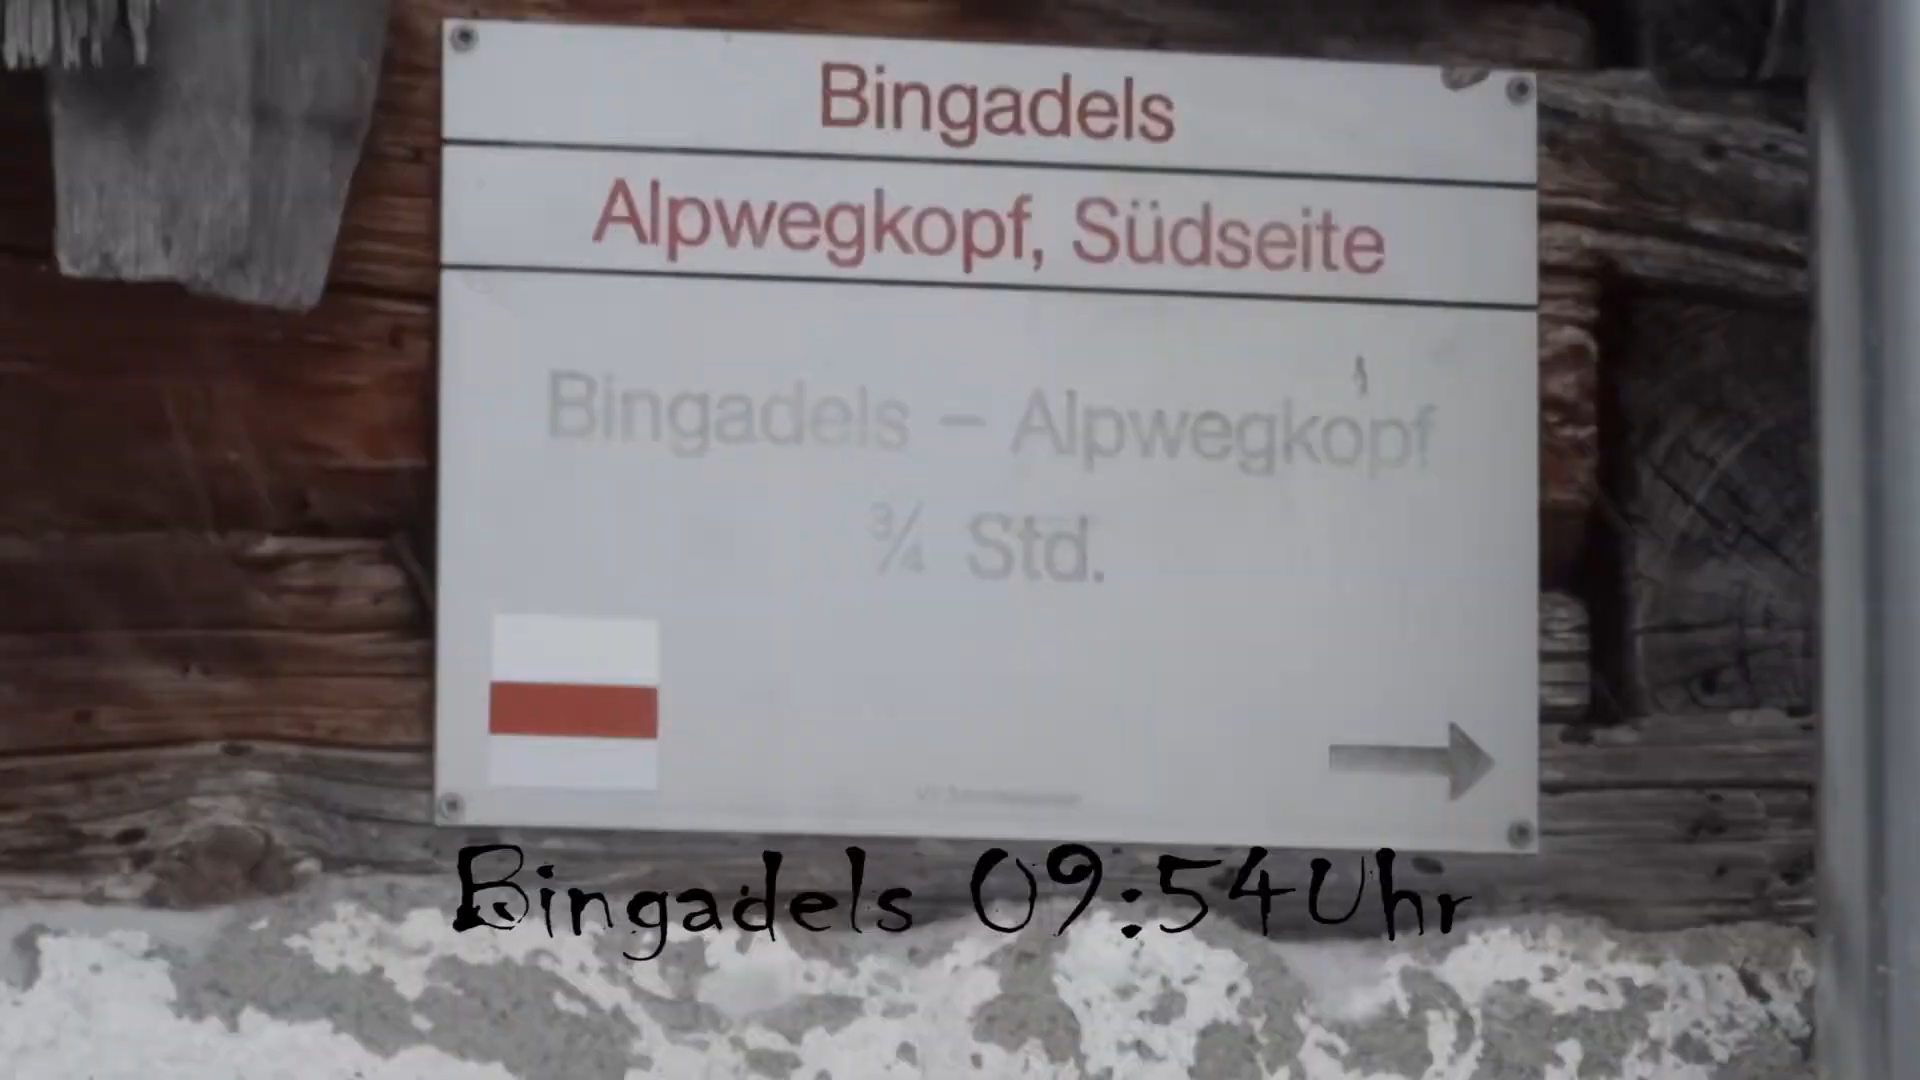 Bingadels
Alpwegkopf, Südseite
Bingadels – Alpwegkopf
¾ Std.
Bingadels 09:54Uhr